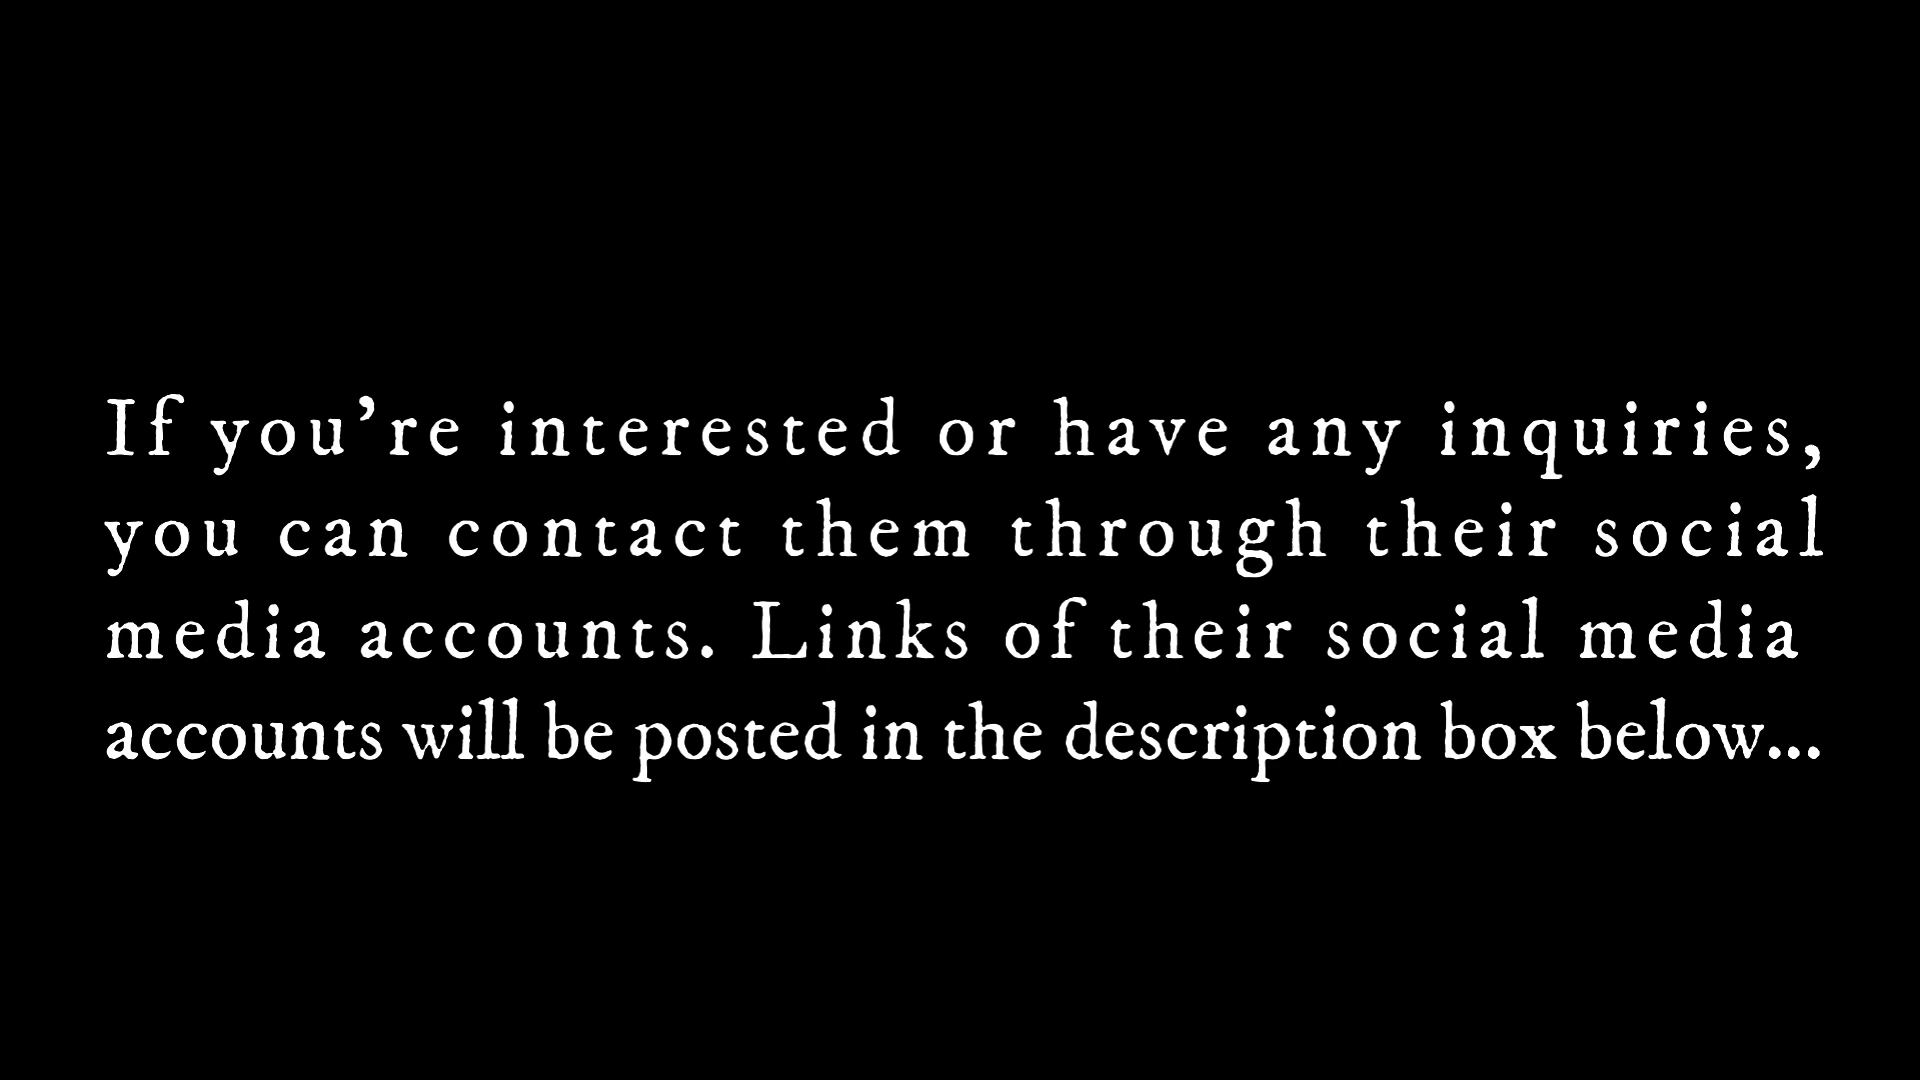 If you’re interested or have any inquiries,
you can contact them through their social
media accounts. Links of their social media
accounts will be posted in the description box below...